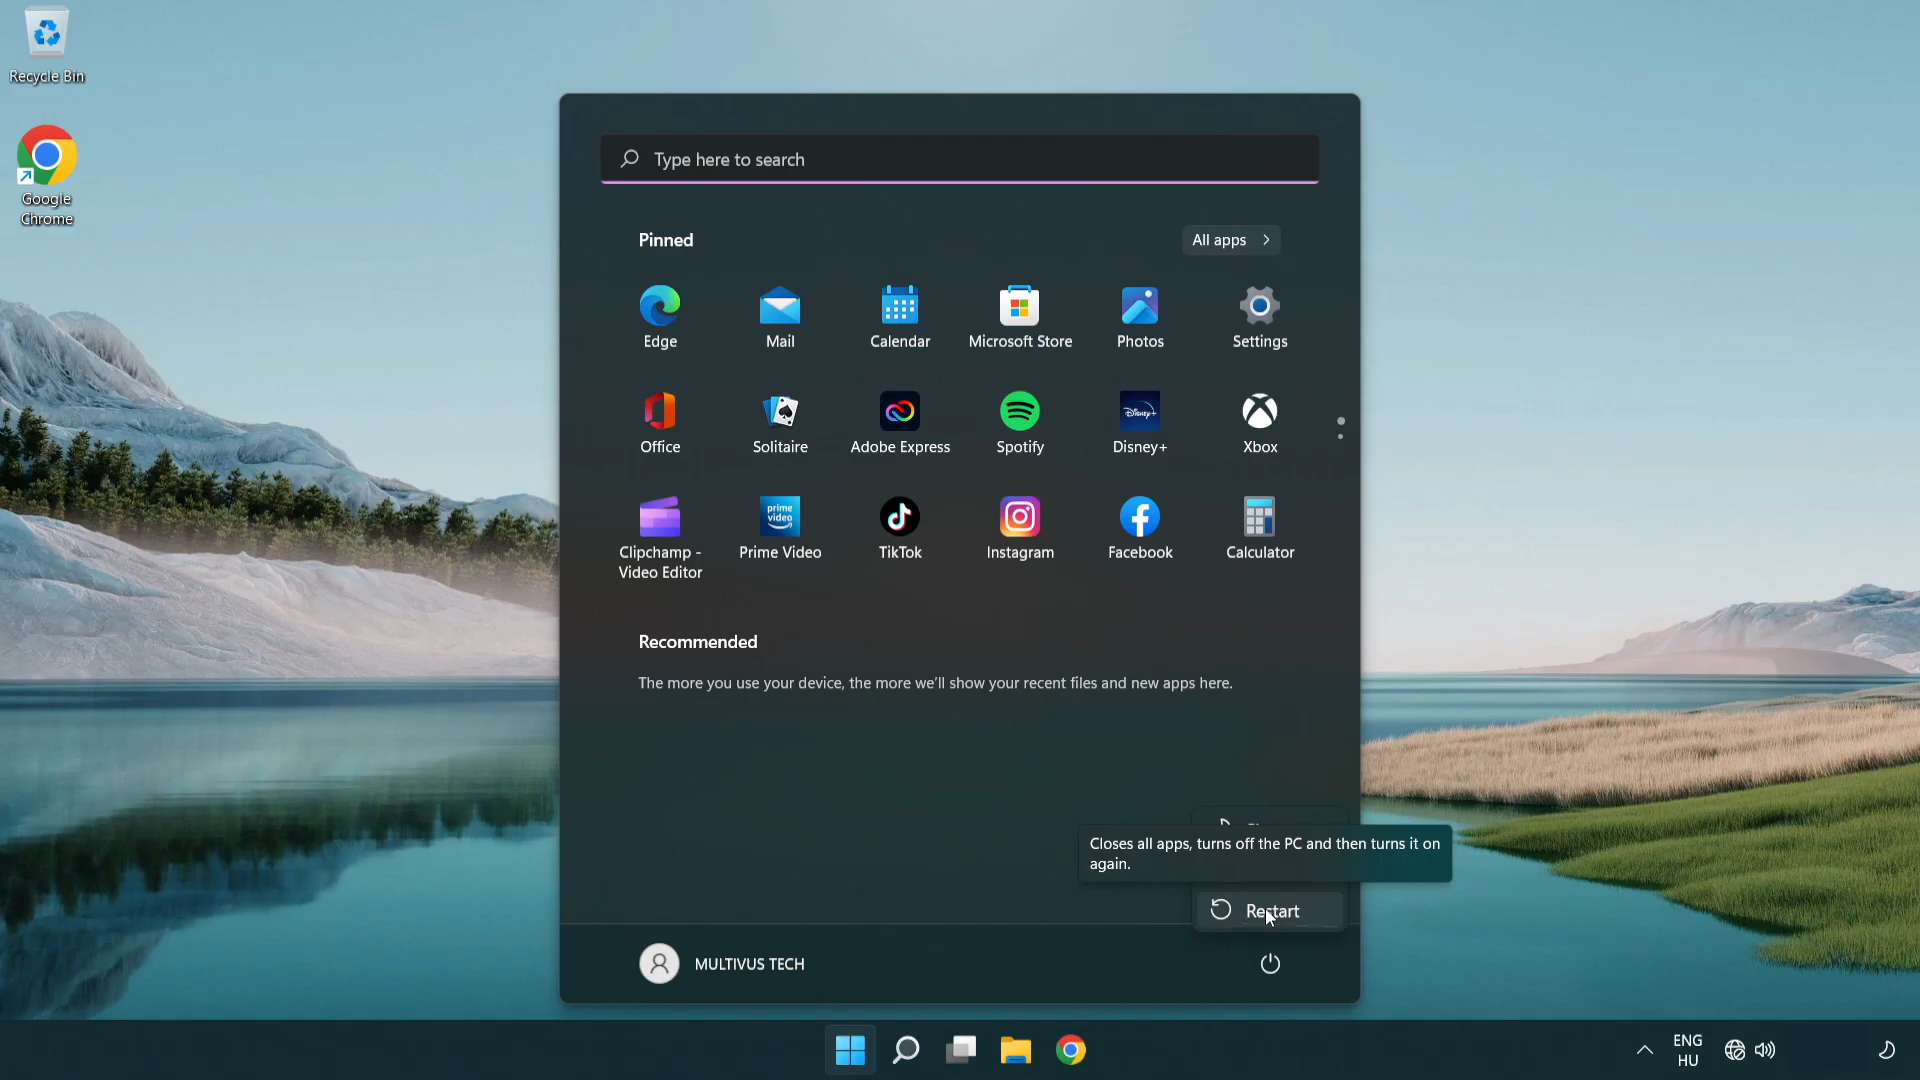 Recycle Bin
Google
Chrome
Type here to search
Pinned
All apps
Edge
Mail
Calendar
Microsoft Store
Photos
Settings
Office
Solitaire
Adobe Express
Spotify
Disney+
Disney+
Xbox
prime
video
Clipchamp -
Video Editor
Prime Video
TikTok
Instagram
Facebook
Calculator
Recommended
The more you use your device, the more we'll show your recent files and new apps here.
Closes all apps, turns off the PC and then turns it on
again.
Restart
MULTIVUS TECH
ENG
HU